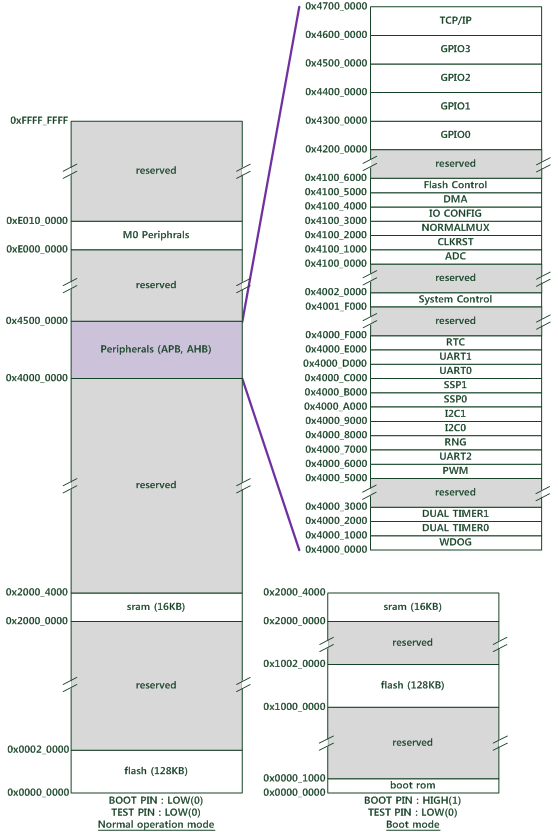 0x4700_0000
TCP/IP
0x4600_0000
GPIO3
0x4500_0000
GPIO2
0x4400_0000
GPIO1
0x4300_0000
GPIO0
0x4200_0000
reserved
0x4100_6000
Flash Control
0x4100_5000
DMA
0x4100_4000
IO CONFIG
0x4100_3000
NORMALMUX
0x4100_2000
CLKRST
0x4100_1000
ADC
0x4100_0000
reserved
0x4002_0000
System Control
0x4001_F000
reserved
0x4000_F000
RTC
0x4000_E000
UART1
0x4000_D000
UART0
0x4000_C000
SSP1
0x4000_B000
SSP0
0x4000_A000
I2C1
0x4000_9000
I2C0
0x4000_8000
RNG
0x4000_7000
UART2
0x4000_6000
PWM
0x4000_5000
reserved
0x4000_3000
DUAL TIMER1
0x4000_2000
DUAL TIMER0
0x4000_1000
WDOG
0x4000_0000
0xFFFF_FFFF
reserved
0xE010_0000
M0 Periphrals
0xE000_0000
reserved
0x4500_0000
Peripherals (APB, AHB)
0x4000_0000
reserved
0x2000_4000
sram (16KB)
0x2000_0000
reserved
0x0002_0000
flash (128KB)
0x0000_0000
BOOT PIN : LOW(0)
TEST PIN : LOW(0)
Normal operation mode
0x2000_4000
sram (16KB)
0x2000_0000
reserved
0x1002_0000
flash (128KB)
0x1000_0000
reserved
0x0000_1000
boot rom
0x0000_0000
BOOT PIN : HIGH(1)
TEST PIN : LOW(0)
Boot mode